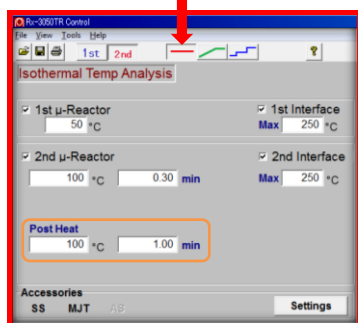 Rx-3050TR Control
File View Tools Help
1st 2nd ?
Isothermal Temp Analysis
1st µ-Reactor
50 °C
1st Interface
Max 250 °C
2nd µ-Reactor
100 °C 0.30 min
2nd Interface
Max 250 °C
Post Heat
100 °C 1.00 min
Accessories
SS MJT AS
Settings